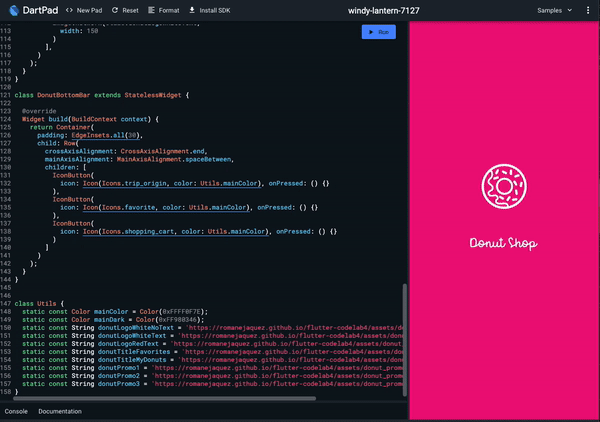 DartPad
New Pad
Reset
Format
Install SDK
windy-lantern-7127
Samples
Run
113 width: 150
114 )
115 ],
116 )
117 );
118 }
119 }
120
121 class DonutBottomBar extends StatelessWidget {
122
123 @override
124 Widget build(BuildContext context) {
125 return Container(
126 padding: EdgeInsets.all(30),
127 child: Row(
128 crossAxisAlignment: CrossAxisAlignment.end,
129 mainAxisAlignment: MainAxisAlignment.spaceBetween,
130 children: [
131 IconButton(
132 icon: Icon(Icons.trip_origin, color: Utils.mainColor), onPressed: () {}
133 ),
134 IconButton(
135 icon: Icon(Icons.favorite, color: Utils.mainColor), onPressed: () {}
136 ),
137 IconButton(
138 icon: Icon(Icons.shopping_cart, color: Utils.mainColor), onPressed: () {}
139 )
140 ]
141 )
142 );
143 }
144 }
145
146
147 class Utils {
148 static const Color mainColor = Color(0xFFFF0F7E);
149 static const Color mainDark = Color(0xFF980346);
150 static const String donutLogoWhiteNoText = 'https://romanejaquez.github.io/flutter-codelab4/assets/don
151 static const String donutLogoWhiteText = 'https://romanejaquez.github.io/flutter-codelab4/assets/donut
152 static const String donutLogoRedText = 'https://romanejaquez.github.io/flutter-codelab4/assets/donut_
153 static const String donutTitleFavorites = 'https://romanejaquez.github.io/flutter-codelab4/assets/donu
154 static const String donutTitleMyDonuts = 'https://romanejaquez.github.io/flutter-codelab4/assets/donut
155 static const String donutPromo1 = 'https://romanejaquez.github.io/flutter-codelab4/assets/donut_promo
156 static const String donutPromo2 = 'https://romanejaquez.github.io/flutter-codelab4/assets/donut_promo
157 static const String donutPromo3 = 'https://romanejaquez.github.io/flutter-codelab4/assets/donut_promo
158 }
Donut Shop
Console
Documentation